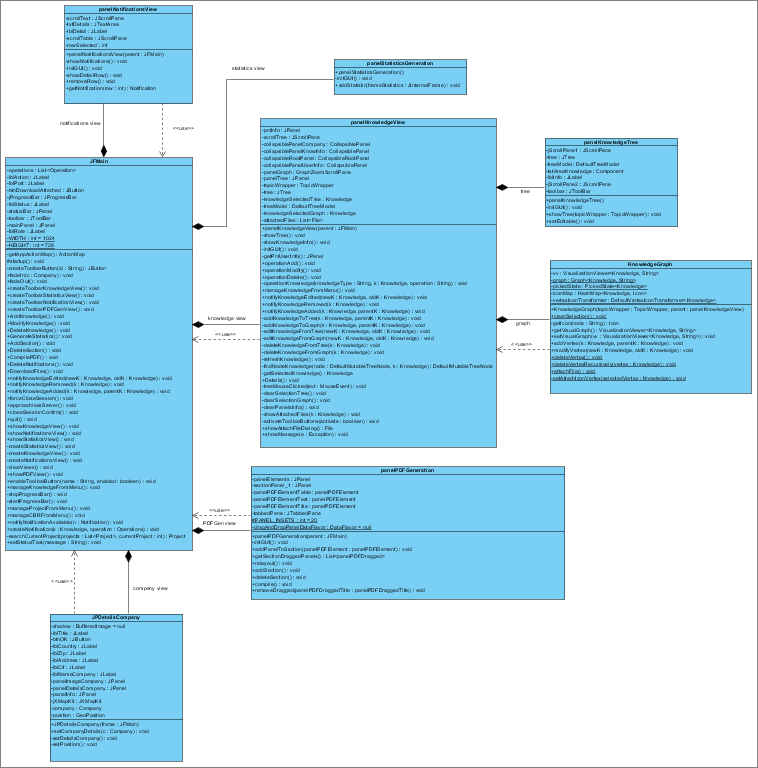 panelNotificationsView
-scrollText : JScrollPane
-txtDetails : JTextArea
-lblDetail : JLabel
-scrollTable : JScrollPane
-rowSelected : int
+panelNotificationsView(parent : JFMain)
+showNotifications() : void
-initGUI() : void
-showDetailRow() : void
+removeRow() : void
+getNotification(row : int) : Notification
statistics view
panelStatisticsGeneration
+panelStatisticsGeneration()
-initGUI() : void
+addStatistic(frameStatistics : JInternalFrame) : void
notifications view
<<use>>
panelKnowledgeView
-pnlInfo : JPanel
-scrollTree : JScrollPane
-collapsiblePanelCompany : CollapsiblePanel
-collapsiblePanelKnowInfo : CollapsiblePanel
-collapsibleRootPanel : CollapsibleRootPanel
-collapsiblePanelUserInfo : CollapsiblePanel
-panelGraph : GraphZoomScrollPane
-panelTree : JPanel
-topicWrapper : TopicWrapper
-tree : JTree
-knowledgeSelectedTree : Knowledge
-treeModel : DefaultTreeModel
-knowledgeSelectedGraph : Knowledge
-attachedFiles : List<File>
+panelKnowledgeView(parent : JFMain)
-showTree() : void
-showKnowledgeInfo() : void
-initGUI() : void
-getPnlUserInfo() : JPanel
-operationAdd() : void
-operationModify() : void
-operationDelete() : void
-operationKnowledge(knowledgeType : String, k : Knowledge, operation : String) : void
+manageKnowledgeFromMenu() : void
+notifyKnowledgeEdited(newK : Knowledge, oldK : Knowledge) : void
+notifyKnowledgeRemoved(k : Knowledge) : void
+notifyKnowledgeAdded(k : Knowledge, parentK : Knowledge) : void
-addKnowledgeToTree(k : Knowledge, parentK : Knowledge) : void
-addKnowledgeToGraph(k : Knowledge, parentK : Knowledge) : void
-editKnowledgeFromTree(newK : Knowledge, oldK : Knowledge) : void
-editKnowledgeFromGraph(newK : Knowledge, oldK : Knowledge) : void
-deleteKnowledgeFromTree(k : Knowledge) : void
-deleteKnowledgeFromGraph(k : Knowledge) : void
-refreshKnowledge() : void
-findNodeKnowledge(node : DefaultMutableTreeNode, k : Knowledge) : DefaultMutableTreeNode
-getSelectedKnowledge() : Knowledge
+Details() : void
-treeMouseClicked(evt : MouseEvent) : void
-clearSelectionTree() : void
-clearSelectionGraph() : void
-clearPanelInfo() : void
-showAttachedFiles(k : Knowledge) : void
-activateToolbarButtons(activate : boolean) : void
+showAttachFileDialog() : File
+showMessage(e : Exception) : void
panelKnowledgeTree
-jScrollPane1 : JScrollPane
-tree : JTree
-treeModel : DefaultTreeModel
-txtAreaKnowledge : Component
-lblInfo : JLabel
-jScrollPane2 : JScrollPane
-toolbar : JToolBar
+panelKnowledgeTree()
-initGUI() : void
+showTree(topicWrapper : TopicWrapper) : void
+setEditable() : void
tree
JFMain
-operations : List<Operation>
-lblAction : JLabel
-lblPort : JLabel
-btnDownloadAttached : JButton
-jProgressBar : JProgressBar
-lblStatus : JLabel
-statusBar : JPanel
-toolbar : JToolBar
-mainPanel : JPanel
-lblRole : JLabel
-WIDTH : int = 1024
-HEIGHT : int = 728
-getAppActionMap() : ActionMap
#startup() : void
+createToolbarButton(id : String) : JButton
+fadeIn(c : Company) : void
+fadeOut() : void
+createToolbarKnowledgeView() : void
+createToolbarStatisticsView() : void
+createToolbarNotificationView() : void
+createToolbarPDFGenView() : void
+AddKnowledge() : void
+ModifyKnowledge() : void
+DeleteKnowledge() : void
+GenerateStatistics() : void
+AddSection() : void
+DeleteSection() : void
+CompilePDF() : void
+DeleteNotifications() : void
+DownloadFiles() : void
+notifyKnowledgeEdited(newK : Knowledge, oldK : Knowledge) : void
+notifyKnowledgeRemoved(k : Knowledge) : void
+notifyKnowledgeAdded(k : Knowledge, parentK : Knowledge) : void
+forceCloseSession() : void
+approachesServer() : void
+closeSessionConfirm() : void
+quit() : void
+showKnowledgeView() : void
+showNotificationsView() : void
+showStatisticsView() : void
-createStatisticsView() : void
-createKnowledgeView() : void
-createNotificationsView() : void
-clearViews() : void
+showPDFView() : void
+enableToolbarButton(name : String, enabled : boolean) : void
+manageKnowledgeFromMenu() : void
-stopProgressBar() : void
-startProgressBar() : void
+manageProjectFromMenu() : void
+manageCBRFromMenu() : void
+notifyNotificationAvailable(n : Notification) : void
+createNotification(k : Knowledge, operation : Operation) : void
-searchCurrentProject(projects : List<Project>, currentProject : int) : Project
+setStatusText(message : String) : void
knowledge view
<<use>>
KnowledgeGraph
-vv : VisualizationViewer<Knowledge, String>
-graph : Graph<Knowledge, String>
-pickedState : PickedState<Knowledge>
-iconMap : HashMap<Knowledge, Icon>
-vertexIconTransformer : DefaultVertexIconTransformer<Knowledge>
+KnowledgeGraph(topicWrapper : TopicWrapper, parent : panelKnowledgeView)
+clearSelection() : void
-getIcon(node : String) : Icon
+getVisualGraph() : VisualizationViewer<Knowledge, String>
+setVisualGraph(vv : VisualizationViewer<Knowledge, String>) : void
+addVertex(k : Knowledge, parentK : Knowledge) : void
+modifyVertex(newK : Knowledge, oldK : Knowledge) : void
+deleteVertex() : void
-deleteVertexRecursively(vertex : Knowledge) : void
+attachFile() : void
-setAttachIconVertex(selectedVertex : Knowledge) : void
graph
<<use>>
panelPDFGeneration
-panelElements : JPanel
-sectionPanel_1 : JPanel
-panelPDFElementTable : panelPDFElement
-panelPDFElementText : panelPDFElement
-panelPDFElementTitle : panelPDFElement
-tabbedPane : JTabbedPane
#PANEL_INSETS : int = 20
-dragAndDropPanelDataFlavor : DataFlavor = null
+panelPDFGeneration(parent : JFMain)
-initGUI() : void
+addPanelToSection(panelPDFElement : panelPDFElement) : void
+getSectionDraggedPanels() : List<panelPDFDragged>
+relayout() : void
+addSection() : void
+deleteSection() : void
+compile() : void
+removeDragged(panelPDFDraggedTitle : panelPDFDraggedTitle) : void
<<use>>
PDFGen view
<<use>>
company view
JPDetailsCompany
-shadow : BufferedImage = null
-lblTitle : JLabel
-btnOK : JButton
-lblCountry : JLabel
-lblZip : JLabel
-lblAddress : JLabel
-lblCif : JLabel
-lblNameCompany : JLabel
-panelImageCompany : JPanel
-panelDetailsCompany : JPanel
-panelInfo : JPanel
-jXMapKit : JXMapKit
-company : Company
-position : GeoPosition
+JPDetailsCompany(frame : JFMain)
+setCompanyDetails(c : Company) : void
-setDetailsCompany() : void
-setPosition() : void